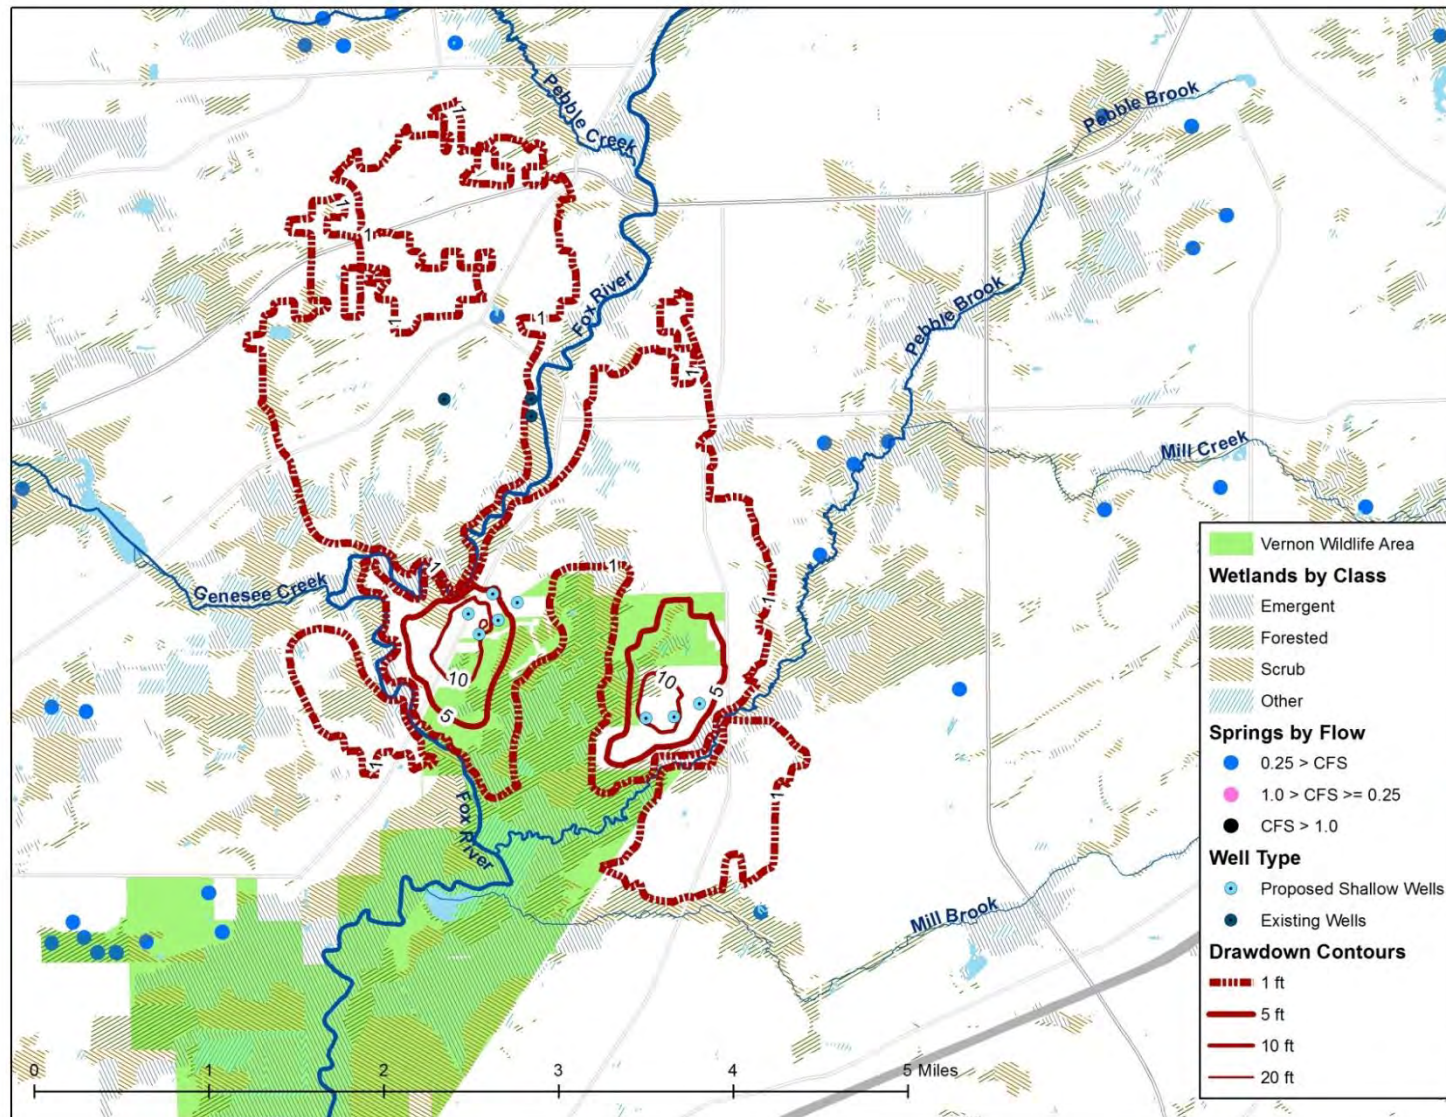 Pebble Creek
Pebble Brook
1
1
1
1
1
Fox River
Pebble Brook
1
Mill Creek
Genesee Creek
1
1
1
10
5
10
5
1
1
1
Fox River
Mill Brook
0 1 2 3 4 5 Miles
Vernon Wildlife Area
Wetlands by Class
Emergent
Forested
Scrub
Other
Springs by Flow
0.25 > CFS
1.0 > CFS >= 0.25
CFS > 1.0
Well Type
Proposed Shallow Wells
Existing Wells
Drawdown Contours
1 ft
5 ft
10 ft
20 ft